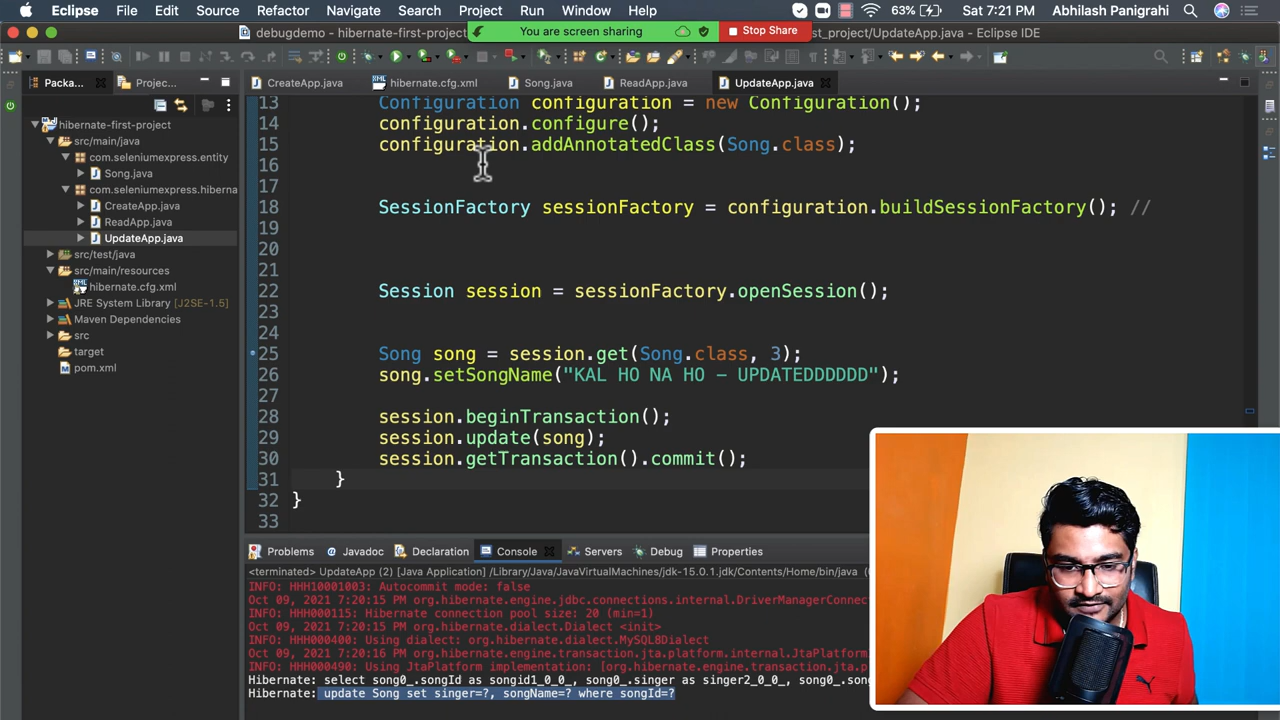 Eclipse File Edit Source Refactor Navigate Search Project Run Window Help 63% Sat 7:21 PM Abhilash Panigrahi
debugdemo - hibernate-first-project
You are screen sharing
Stop Share
st_project/UpdateApp.java - Eclipse IDE
Packa...
Projec...
CreateApp.java
hibernate.cfg.xml
Song.java
ReadApp.java
UpdateApp.java
hibernate-first-project
src/main/java
com.seleniumexpress.entity
Song.java
com.seleniumexpress.hiberna
CreateApp.java
ReadApp.java
UpdateApp.java
src/test/java
src/main/resources
hibernate.cfg.xml
JRE System Library [J2SE-1.5]
Maven Dependencies
src
target
pom.xml
13 Configuration configuration = new Configuration();
14 configuration.configure();
15 configuration.addAnnotatedClass(Song.class);
16
17
18 SessionFactory sessionFactory = configuration.buildSessionFactory(); //
19
20
21
22 Session session = sessionFactory.openSession();
23
24
25 Song song = session.get(Song.class, 3);
26 song.setSongName("KAL HO NA HO - UPDATEDDDDDD");
27
28 session.beginTransaction();
29 session.update(song);
30 session.getTransaction().commit();
31 }
32 }
33
Problems Javadoc Declaration Console Servers Debug Properties
<terminated> UpdateApp (2) [Java Application] /Library/Java/JavaVirtualMachines/jdk-15.0.1.jdk/Contents/Home/bin/java
INFO: HHH10001003: Autocommit mode: false
Oct 09, 2021 7:20:15 PM org.hibernate.engine.jdbc.connections.internal.DriverManagerConnec
INFO: HHH000115: Hibernate connection pool size: 20 (min=1)
Oct 09, 2021 7:20:15 PM org.hibernate.dialect.Dialect <init>
INFO: HHH000400: Using dialect: org.hibernate.dialect.MySQL8Dialect
Oct 09, 2021 7:20:16 PM org.hibernate.engine.transaction.jta.platform.internal.JtaPlatform
INFO: HHH000490: Using JtaPlatform implementation: [org.hibernate.engine.transaction.jta.p
Hibernate: select song0_.songId as songid1_0_0_, song0_.singer as singer2_0_0_, song0_.son
Hibernate: update Song set singer=?, songName=? where songId=?